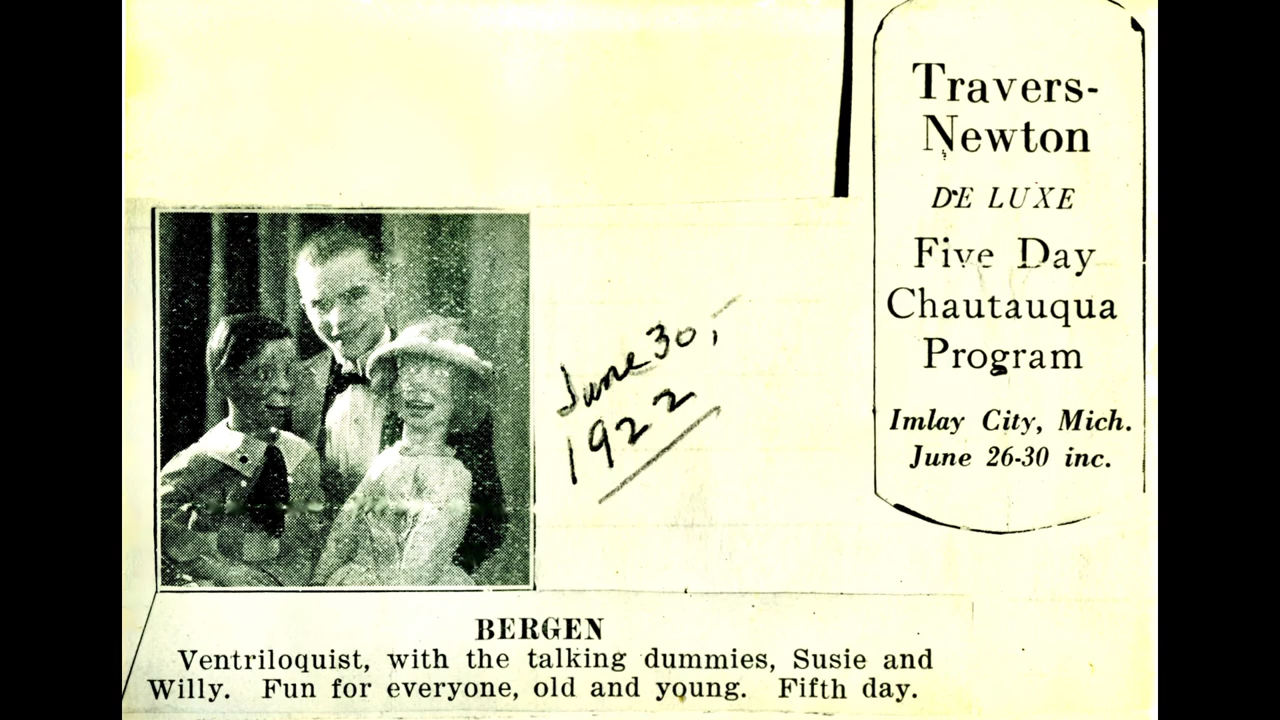 Travers-
Newton
DE LUXE
Five Day
Chautauqua
Program
Imlay City, Mich.
June 26-30 inc.
June 30,
1922
BERGEN
Ventriloquist, with the talking dummies, Susie and
Willy. Fun for everyone, old and young. Fifth day.